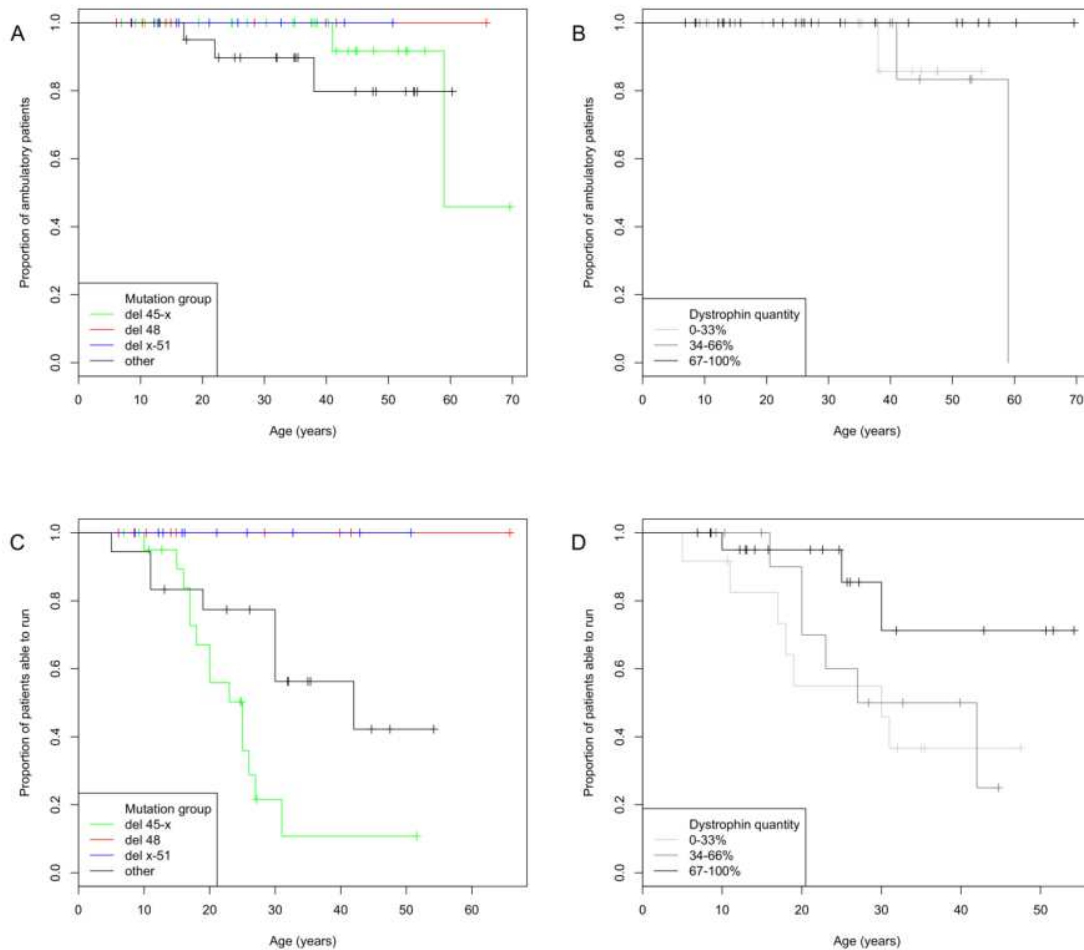 A
Proportion of ambulatory patients
1.0
0.8
0.6
0.4
0.2
0.0
Mutation group
del 45-x
del 48
del x-51
other
0 10 20 30 40 50 60 70
Age (years)
B
Proportion of ambulatory patients
1.0
0.8
0.6
0.4
0.2
0.0
Dystrophin quantity
0-33%
34-66%
67-100%
0 10 20 30 40 50 60 70
Age (years)
C
Proportion of patients able to run
1.0
0.8
0.6
0.4
0.2
0.0
Mutation group
del 45-x
del 48
del x-51
other
0 10 20 30 40 50 60
Age (years)
D
Proportion of patients able to run
1.0
0.8
0.6
0.4
0.2
0.0
Dystrophin quantity
0-33%
34-66%
67-100%
0 10 20 30 40 50
Age (years)